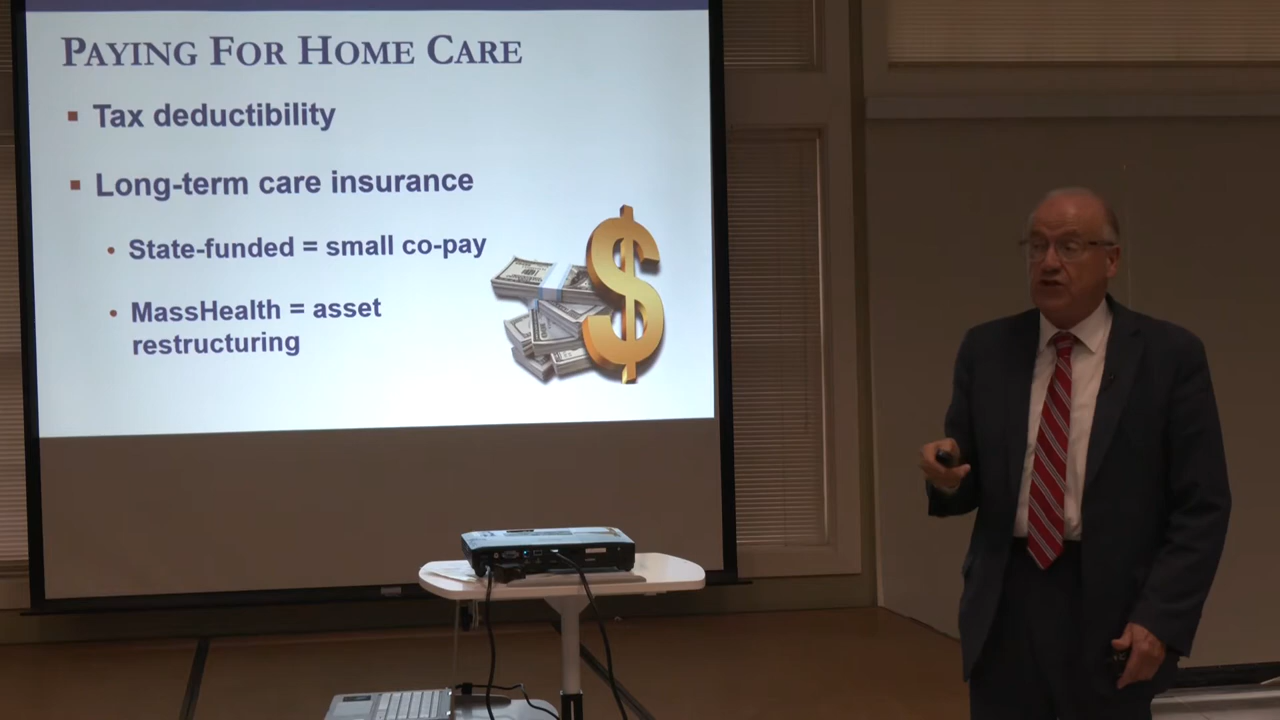 PAYING FOR HOME CARE
▪ Tax deductibility
▪ Long-term care insurance
• State-funded = small co-pay
• MassHealth = asset
restructuring
$